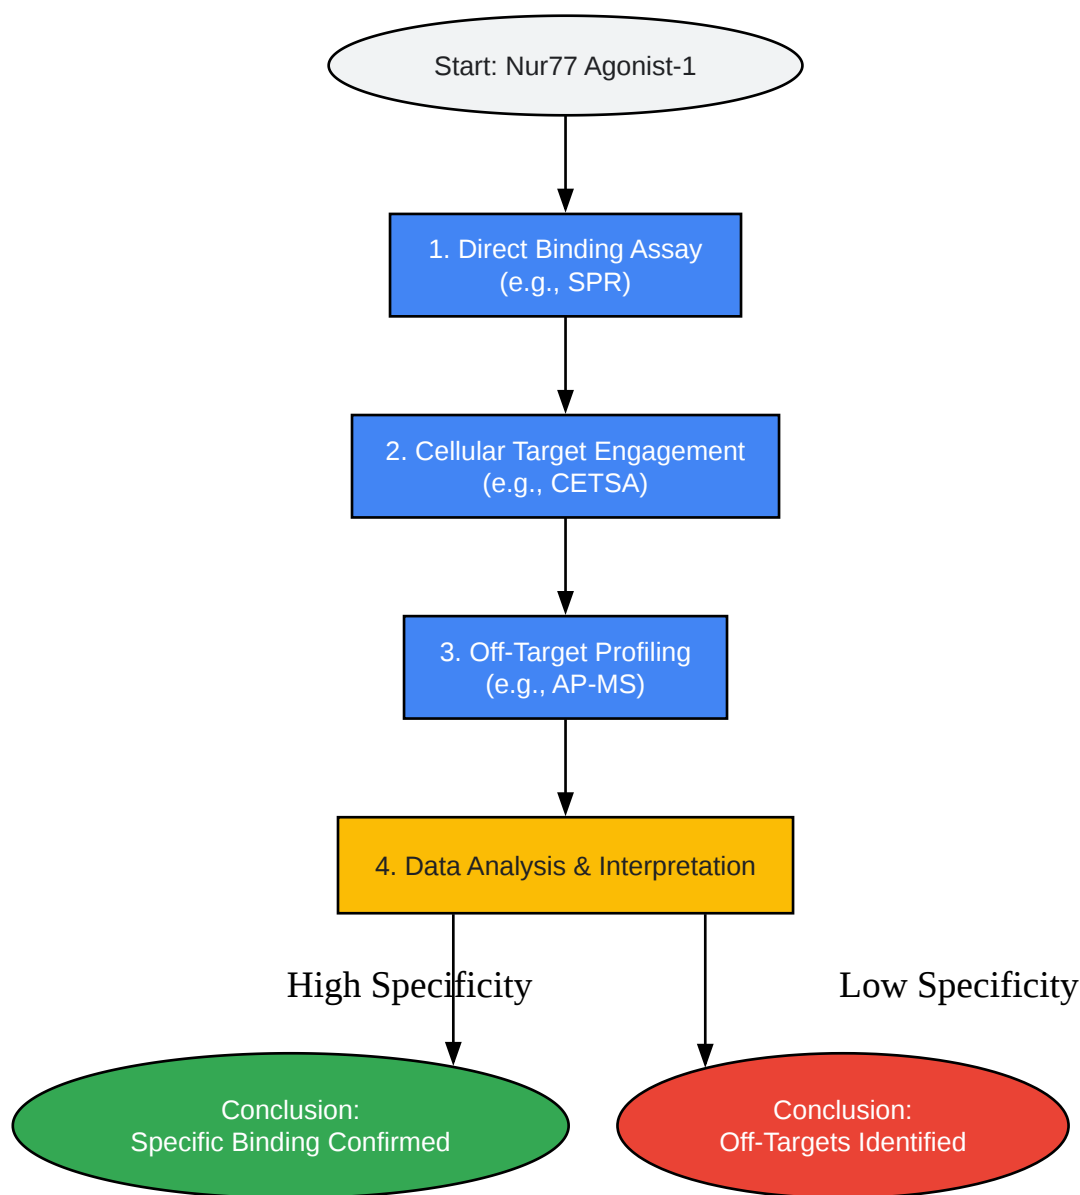 Start: Nur77 Agonist-1
1. Direct Binding Assay
(e.g., SPR)
2. Cellular Target Engagement
(e.g., CETSA)
3. Off-Target Profiling
(e.g., AP-MS)
4. Data Analysis & Interpretation
High Specificity
Low Specificity
Conclusion:
Specific Binding Confirmed
Conclusion:
Off-Targets Identified